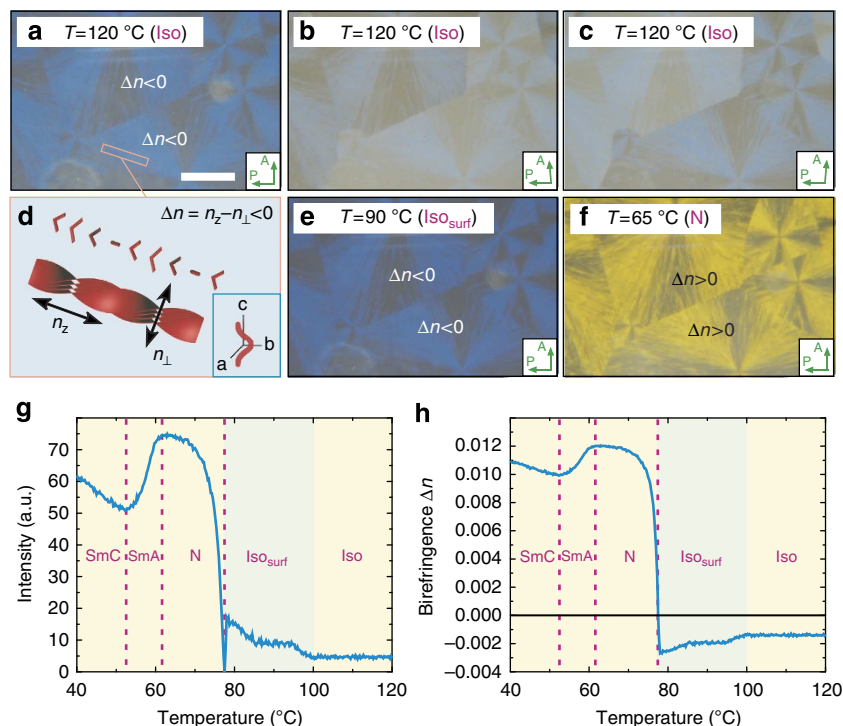 a
T=120 °C (Iso)
Δn<0
Δn<0
A
P
b
T=120 °C (Iso)
A
P
c
T=120 °C (Iso)
A
P
d
Δn = nz–n⊥<0
nz
n⊥
c
b
a
e
T=90 °C (Isosurf)
Δn<0
Δn<0
A
P
f
T=65 °C (N)
Δn>0
Δn>0
A
P
g
Intensity (a.u.)
70
60
50
40
30
20
10
0
SmC
SmA
N
Isosurf
Iso
40
60
80
100
120
Temperature (°C)
h
Birefringence Δn
0.012
0.010
0.008
0.006
0.004
0.002
0.000
−0.002
−0.004
SmC
SmA
N
Isosurf
Iso
40
60
80
100
120
Temperature (°C)